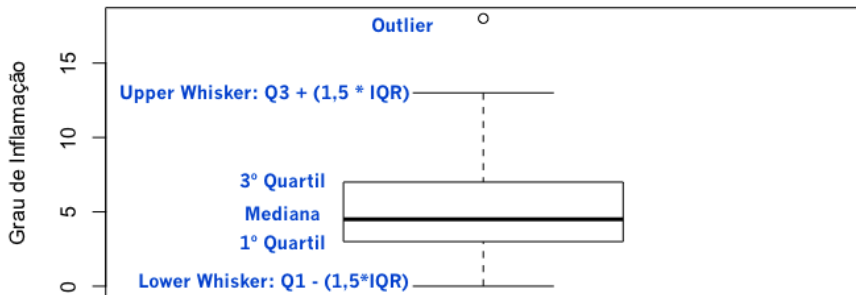 Outlier
15
Upper Whisker: Q3 + (1,5 * IQR)
10
Grau de Inflamação
3º Quartil
5
Mediana
1º Quartil
Lower Whisker: Q1 - (1,5*IQR)
0